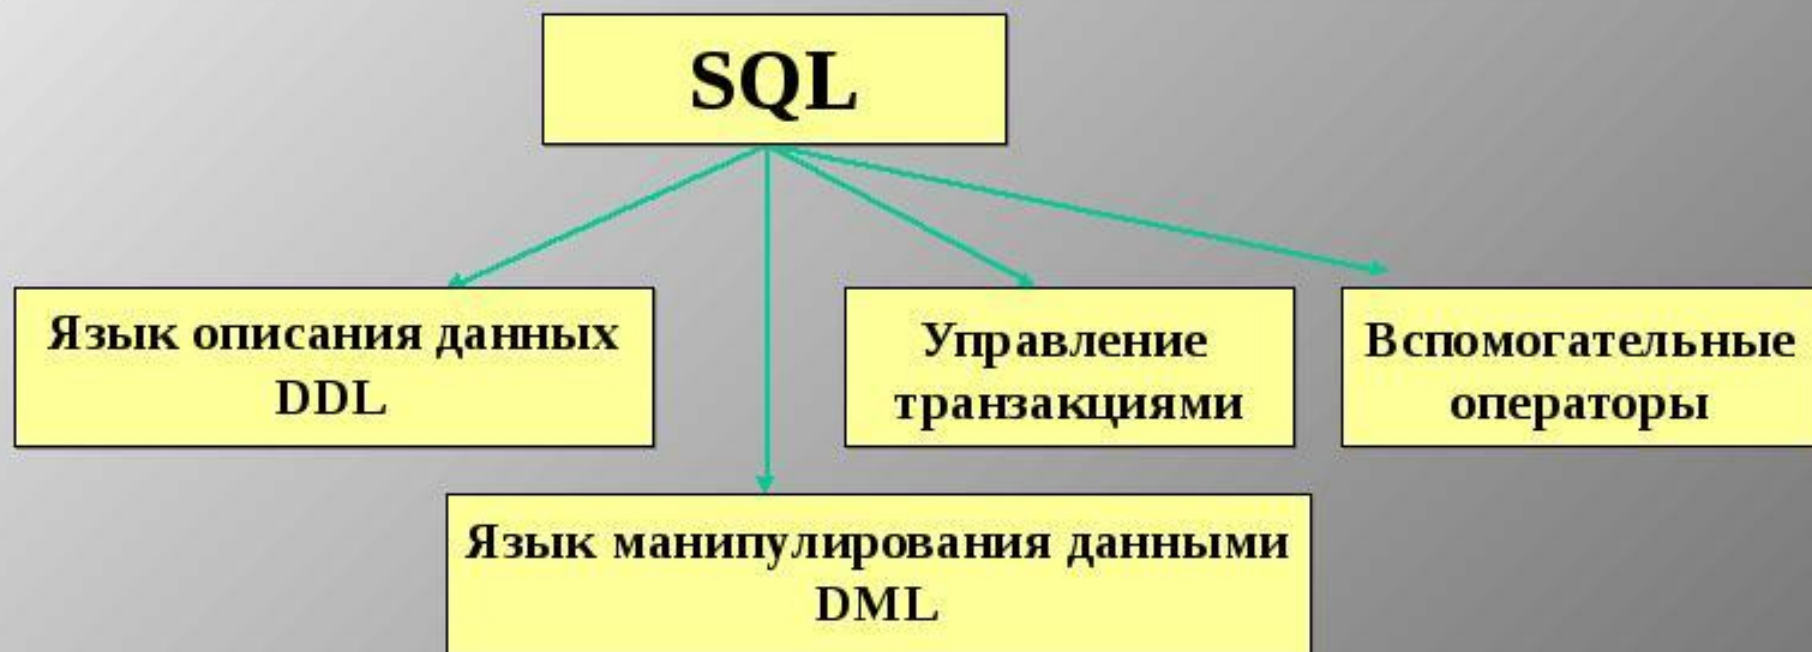 SQL
Язык описания данных
DDL
Управление
транзакциями
Вспомогательные
операторы
Язык манипулирования данными
DML